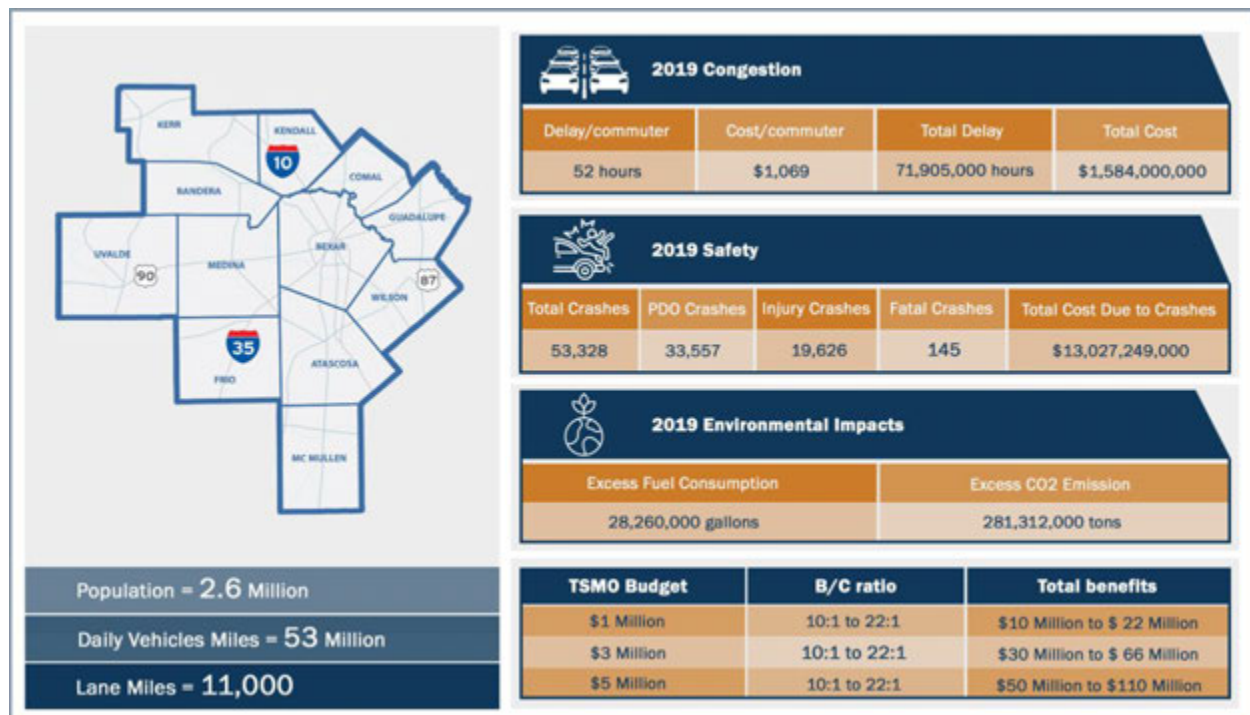 KERR
KENDALL
10
COMAL
BANDERA
GUADALUPE
UVALDE
90
MEDINA
BEXAR
87
WILSON
35
FRIO
ATASCOSA
MC MULLEN
Population = 2.6 Million
Daily Vehicles Miles = 53 Million
Lane Miles = 11,000
2019 Congestion
Delay/commuter Cost/commuter Total Delay Total Cost
52 hours $1,069 71,905,000 hours $1,584,000,000
2019 Safety
Total Crashes PDO Crashes Injury Crashes Fatal Crashes Total Cost Due to Crashes
53,328 33,557 19,626 145 $13,027,249,000
2019 Environmental Impacts
Excess Fuel Consumption Excess CO2 Emission
28,260,000 gallons 281,312,000 tons
TSMO Budget B/C ratio Total benefits
$1 Million 10:1 to 22:1 $10 Million to $ 22 Million
$3 Million 10:1 to 22:1 $30 Million to $ 66 Million
$5 Million 10:1 to 22:1 $50 Million to $110 Million